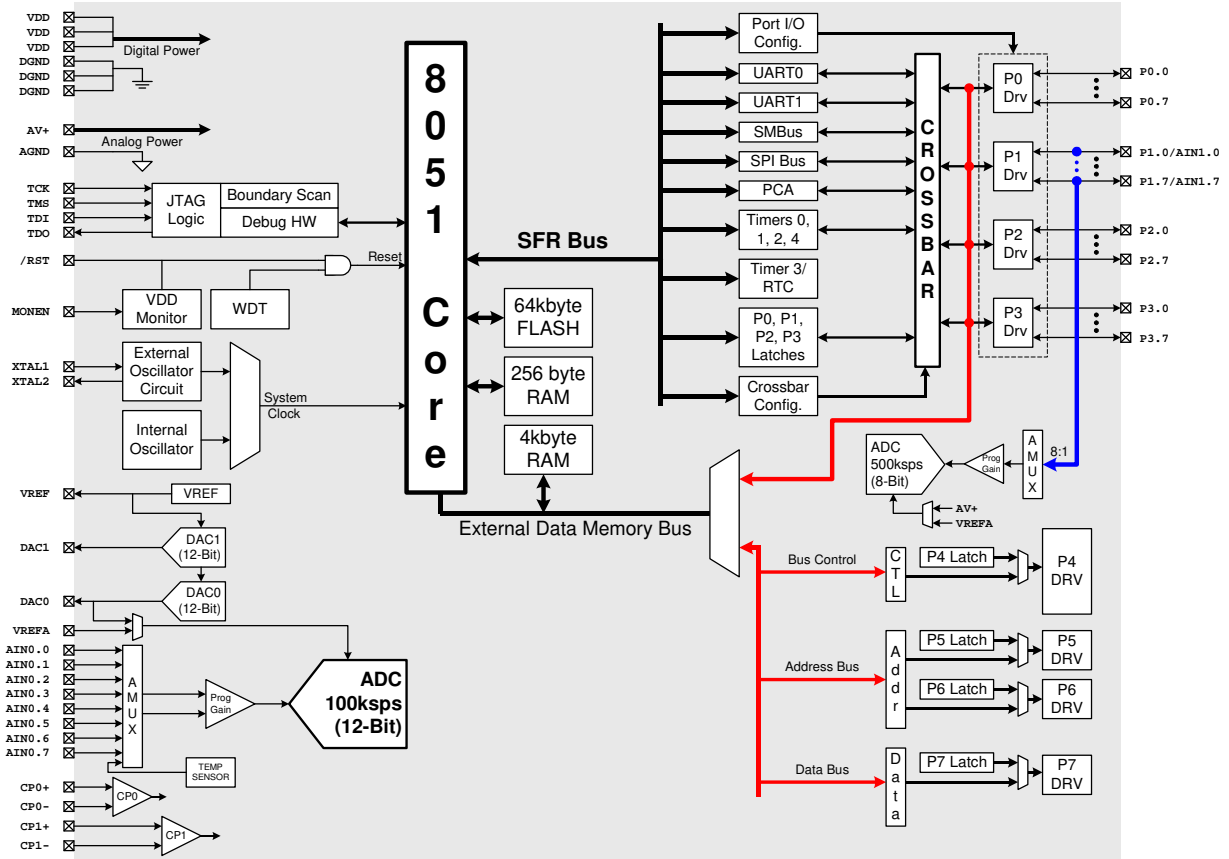 VDD
VDD
VDD
Digital Power
DGND
DGND
DGND
AV+
Analog Power
AGND
TCK
TMS
TDI
TDO
JTAG
Logic
Boundary Scan
Debug HW
/RST
Reset
MONEN
VDD
Monitor
WDT
XTAL1
XTAL2
External
Oscillator
Circuit
Internal
Oscillator
System
Clock
VREF
VREF
DAC1
DAC1
(12-Bit)
DAC0
DAC0
(12-Bit)
VREFA
AIN0.0
AIN0.1
AIN0.2
AIN0.3
AIN0.4
AIN0.5
AIN0.6
AIN0.7
AMUX
Prog
Gain
ADC
100ksps
(12-Bit)
TEMP
SENSOR
CP0+
CP0-
CP0
CP1+
CP1-
CP1
8051 Core
SFR Bus
64kbyte
FLASH
256 byte
RAM
4kbyte
RAM
External Data Memory Bus
Port I/O
Config.
UART0
UART1
SMBus
SPI Bus
PCA
Timers 0,
1, 2, 4
Timer 3/
RTC
P0, P1,
P2, P3
Latches
Crossbar
Config.
CROSSBAR
P0
Drv
P1
Drv
P2
Drv
P3
Drv
P0.0
P0.7
P1.0/AIN1.0
P1.7/AIN1.7
P2.0
P2.7
P3.0
P3.7
ADC
500ksps
(8-Bit)
Prog
Gain
AMUX
8:1
AV+
VREFA
Bus Control
CTL
P4 Latch
P4
DRV
Address Bus
Addr
P5 Latch
P5
DRV
P6 Latch
P6
DRV
Data Bus
Data
P7 Latch
P7
DRV